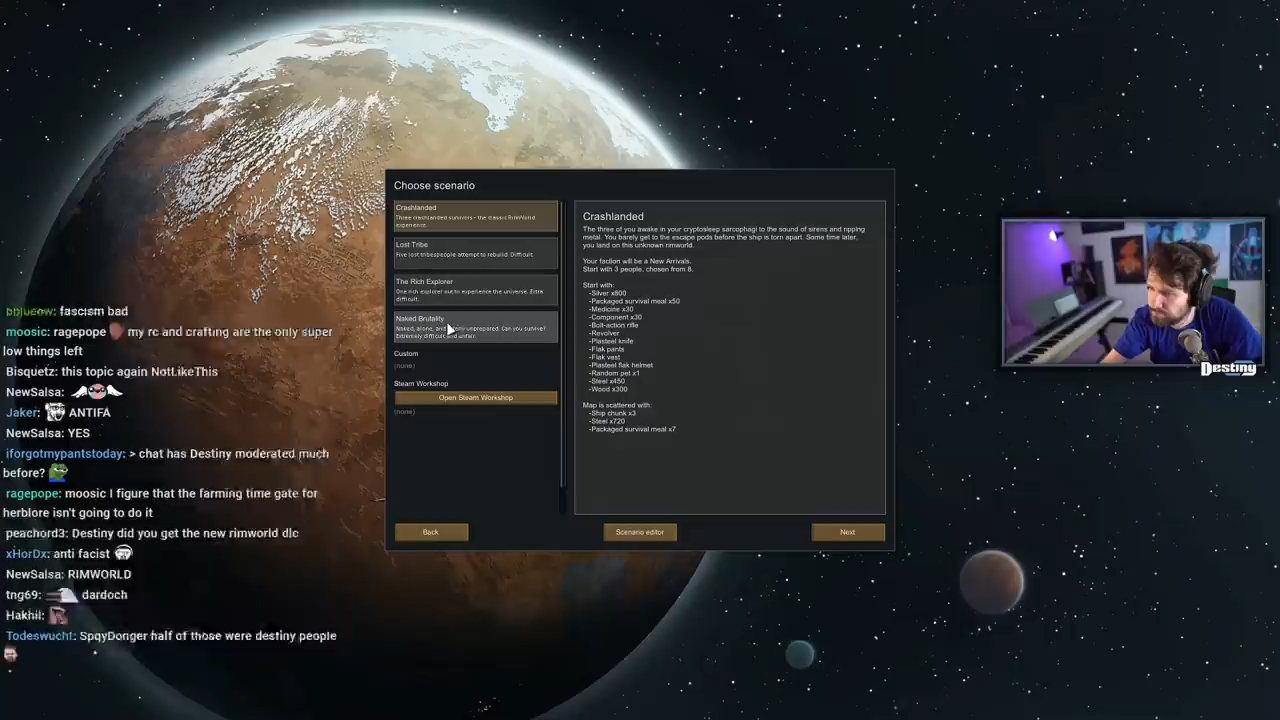 Choose scenario
Crashlanded
Three crashlanded survivors - the classic RimWorld
experience.
Lost Tribe
Five lost tribespeople attempt to rebuild. Difficult.
The Rich Explorer
One rich explorer out to experience the universe. Extra
difficult.
Naked Brutality
Naked, alone, and unprepared. Can you survive?
Extremely difficult and unfair.
Custom
(none)
Steam Workshop
Open Steam Workshop
(none)
Crashlanded
The three of you awake in your cryptosleep sarcophagi to the sound of sirens and ripping
metal. You barely get to the escape pods before the ship is torn apart. Some time later,
you land on this unknown rimworld.
Your faction will be a New Arrivals.
Start with 3 people, chosen from 8.
Start with:
-Silver x800
-Packaged survival meal x50
-Medicine x30
-Component x30
-Bolt-action rifle
-Revolver
-Plasteel knife
-Flak pants
-Flak vest
-Plasteel flak helmet
-Random pet x1
-Steel x450
-Wood x300
Map is scattered with:
-Ship chunk x3
-Steel x720
-Packaged survival meal x7
Back
Scenario editor
Next
fascism bad
moosic: ragepope my rc and crafting are the only super
low things left
Bisquetz: this topic again NotLikeThis
NewSalsa:
Jaker: ANTIFA
NewSalsa: YES
iforgotmypantstoday: > chat has Destiny moderated much
before?
ragepope: moosic I figure that the farming time gate for
herblore isn't going to do it
peachord3: Destiny did you get the new rimworld dlc
xHorDx: anti facist
NewSalsa: RIMWORLD
tng69: dardoch
Hakhil:
Todeswucht: SpqyDonger half of those were destiny people
Destiny